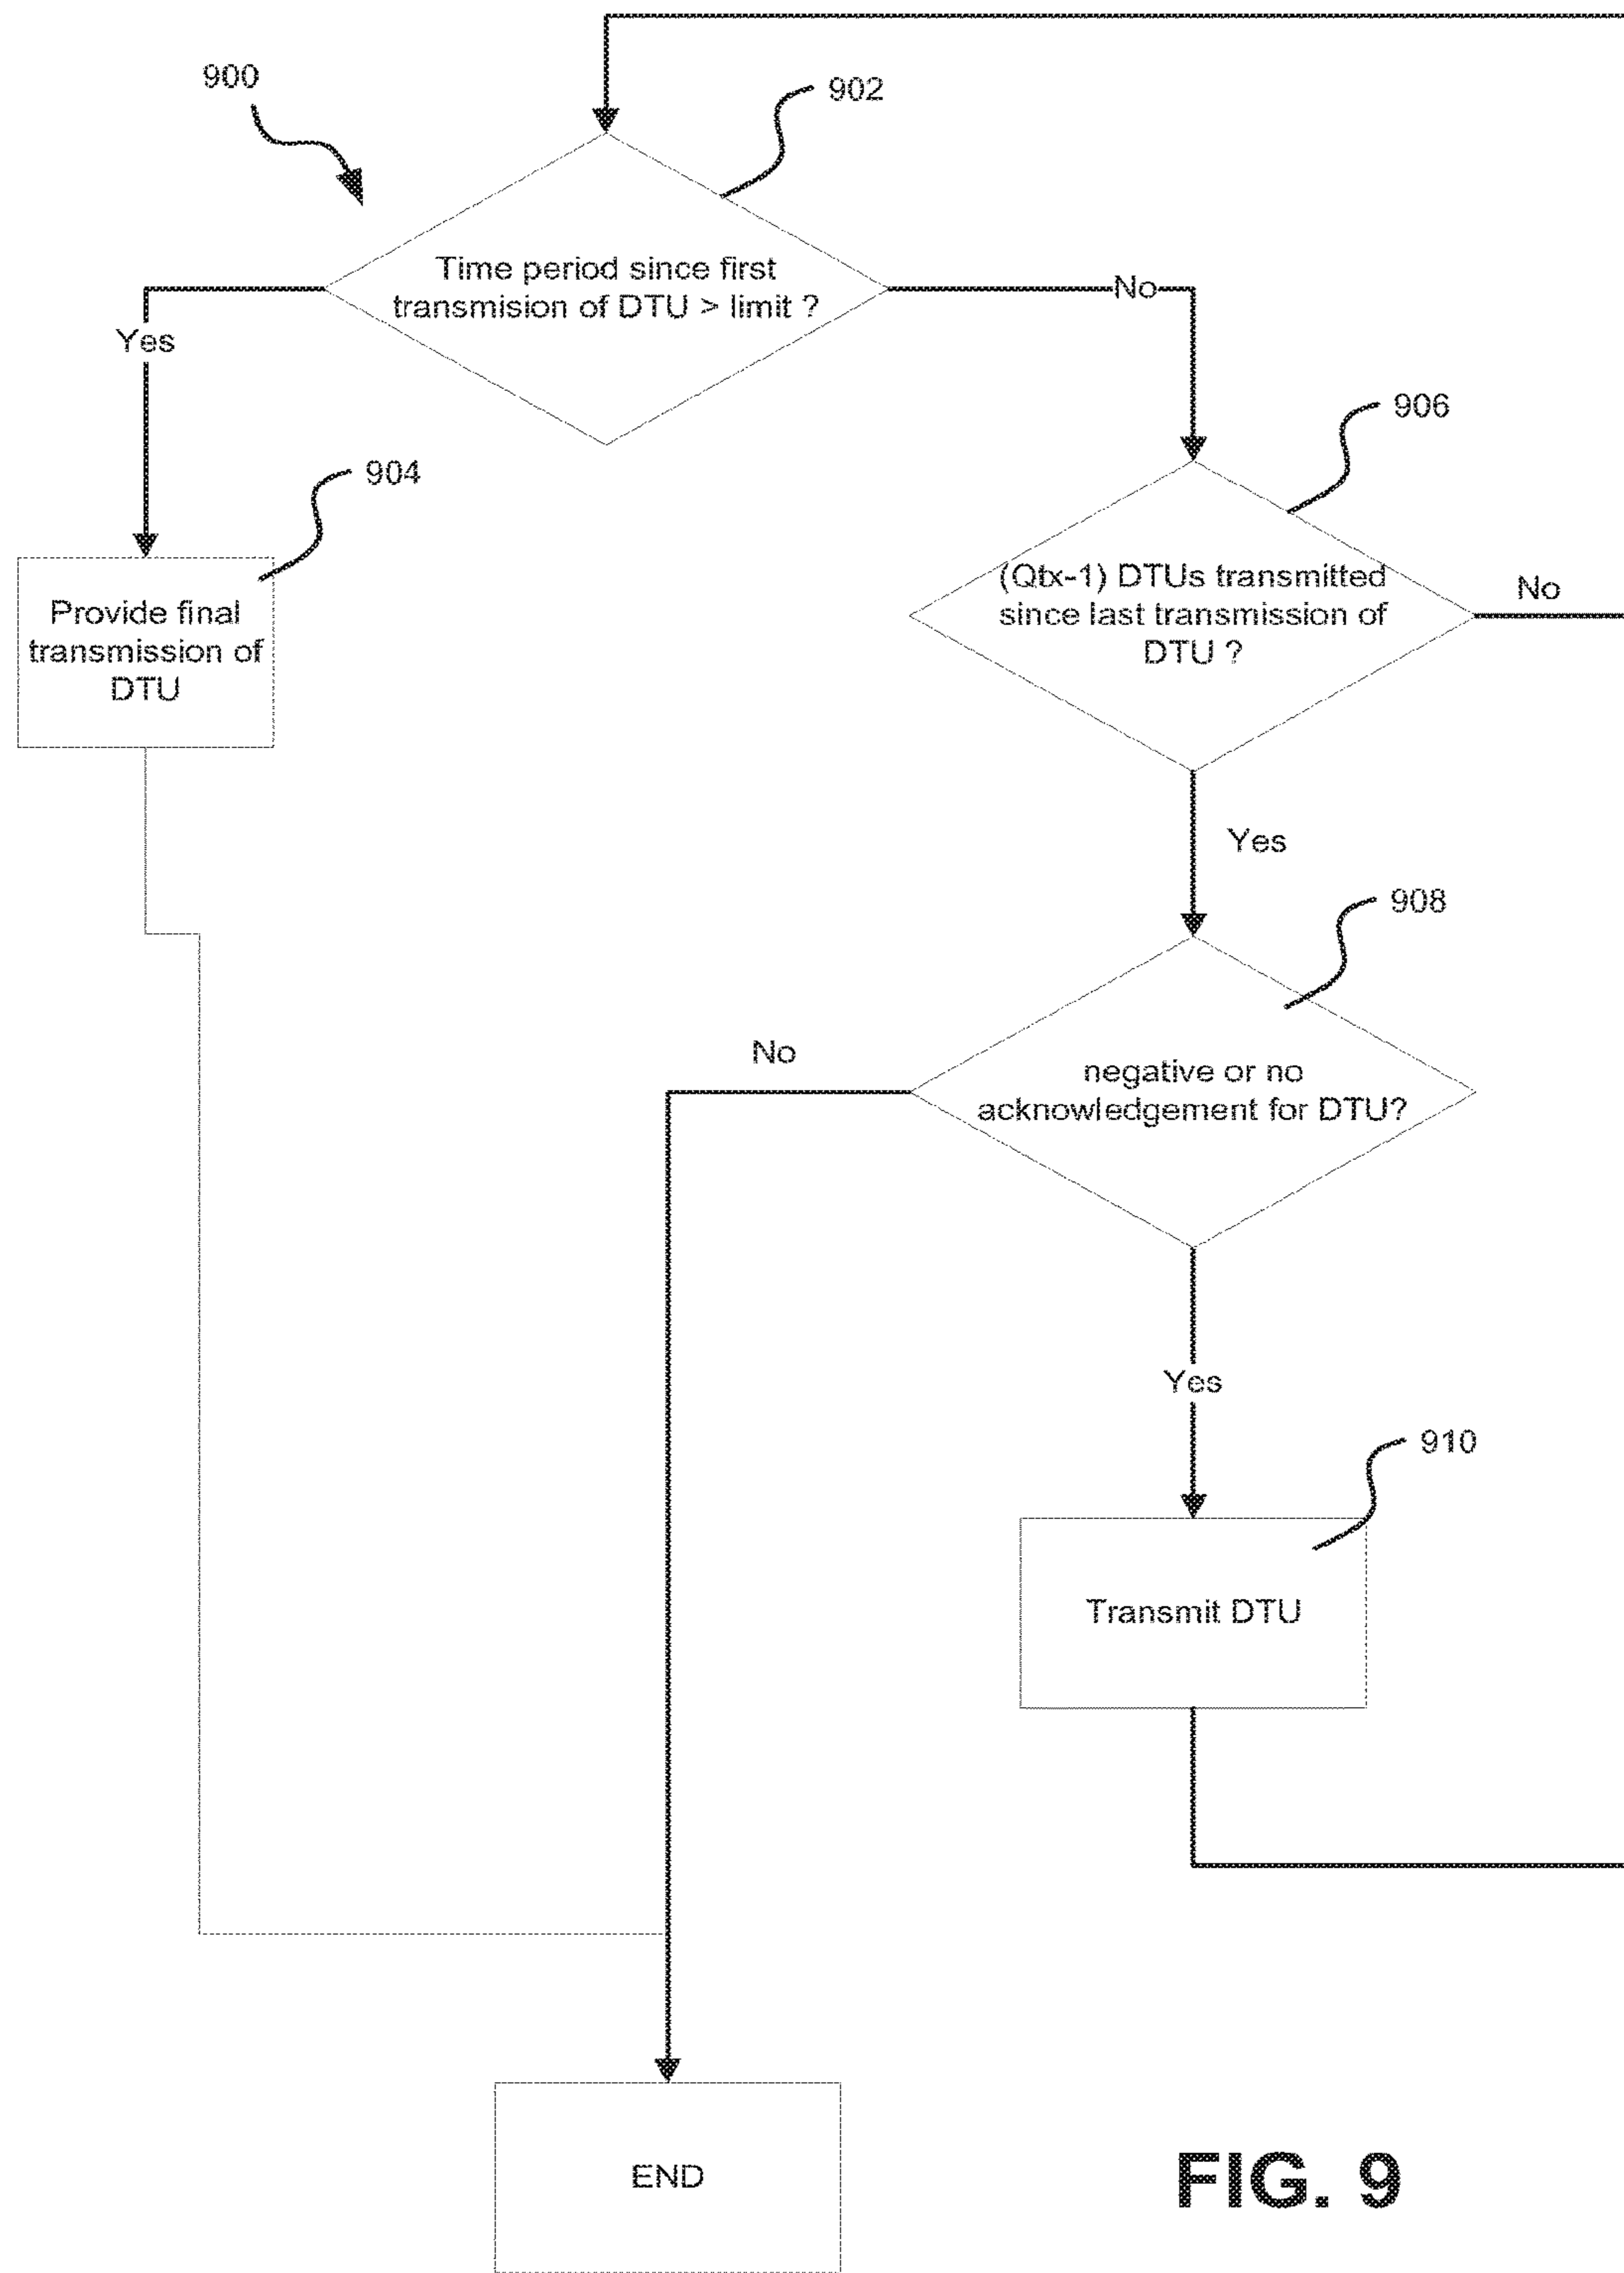 900
902
Time period since first
transmision of DTU > limit ?
No
Yes
906
904
(Qtx-1) DTUs transmitted
since last transmission of
DTU ?
No
Provide final
transmission of
DTU
Yes
908
No
negative or no
acknowledgement for DTU?
Yes
910
Transmit DTU
END
FIG. 9